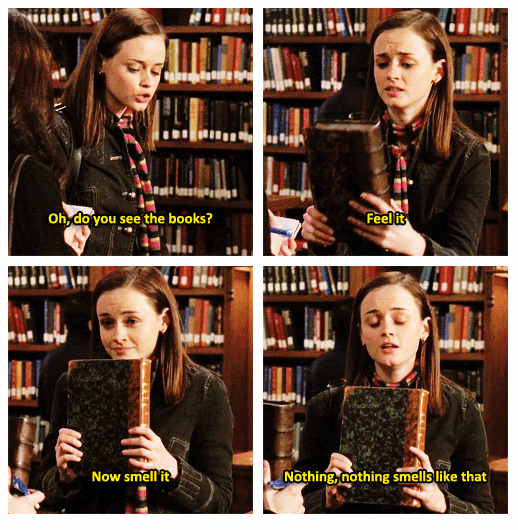 Oh, do you see the books?
Feel it
Now smell it
Nothing, nothing smells like that